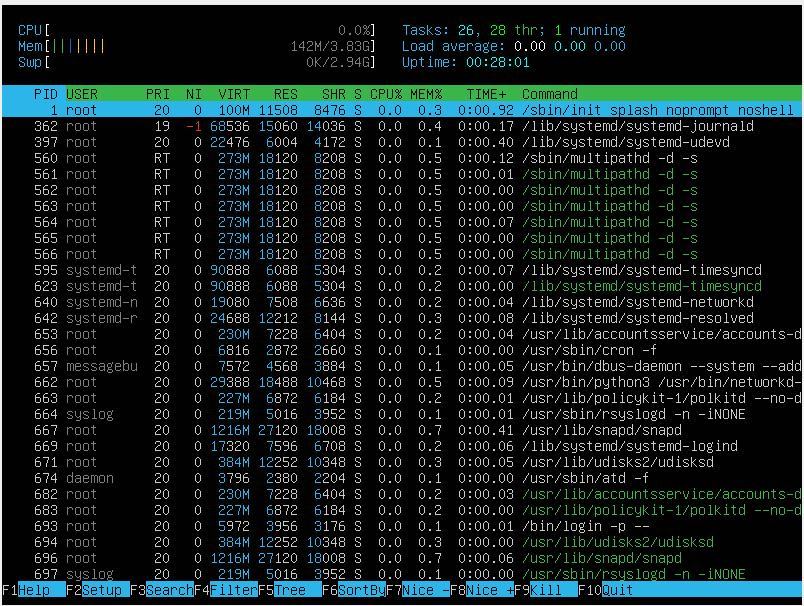 CPU[ 0.0%] Tasks: 26, 28 thr; 1 running
Mem[||||||| 142M/3.83G] Load average: 0.00 0.00 0.00
Swp[ 0K/2.94G] Uptime: 00:28:01
PID USER PRI NI VIRT RES SHR S CPU% MEM% TIME+ Command
1 root 20 0 100M 11508 8476 S 0.0 0.3 0:00.92 /sbin/init splash noprompt noshell
362 root 19 -1 68536 15060 14036 S 0.0 0.4 0:00.17 /lib/systemd/systemd-journald
397 root 20 0 22476 6004 4172 S 0.0 0.1 0:00.40 /lib/systemd/systemd-udevd
560 root RT 0 273M 18120 8208 S 0.0 0.5 0:00.12 /sbin/multipathd -d -s
561 root RT 0 273M 18120 8208 S 0.0 0.5 0:00.01 /sbin/multipathd -d -s
562 root RT 0 273M 18120 8208 S 0.0 0.5 0:00.00 /sbin/multipathd -d -s
563 root RT 0 273M 18120 8208 S 0.0 0.5 0:00.00 /sbin/multipathd -d -s
564 root RT 0 273M 18120 8208 S 0.0 0.5 0:00.07 /sbin/multipathd -d -s
565 root RT 0 273M 18120 8208 S 0.0 0.5 0:00.00 /sbin/multipathd -d -s
566 root RT 0 273M 18120 8208 S 0.0 0.5 0:00.00 /sbin/multipathd -d -s
595 systemd-t 20 0 90888 6088 5304 S 0.0 0.2 0:00.07 /lib/systemd/systemd-timesyncd
623 systemd-t 20 0 90888 6088 5304 S 0.0 0.2 0:00.00 /lib/systemd/systemd-timesyncd
640 systemd-n 20 0 19080 7508 6636 S 0.0 0.2 0:00.04 /lib/systemd/systemd-networkd
642 systemd-r 20 0 24688 12212 8144 S 0.0 0.3 0:00.08 /lib/systemd/systemd-resolved
653 root 20 0 230M 7228 6404 S 0.0 0.2 0:00.04 /usr/lib/accountsservice/accounts-d
656 root 20 0 6816 2872 2660 S 0.0 0.1 0:00.00 /usr/sbin/cron -f
657 messagebu 20 0 7572 4568 3884 S 0.0 0.1 0:00.05 /usr/bin/dbus-daemon --system --add
662 root 20 0 29388 18488 10468 S 0.0 0.5 0:00.09 /usr/bin/python3 /usr/bin/networkd-
663 root 20 0 227M 6872 6184 S 0.0 0.2 0:00.01 /usr/lib/policykit-1/polkitd --no-d
664 syslog 20 0 219M 5016 3952 S 0.0 0.1 0:00.01 /usr/sbin/rsyslogd -n -iNONE
667 root 20 0 1216M 27120 18008 S 0.0 0.7 0:00.41 /usr/lib/snapd/snapd
669 root 20 0 17320 7596 6708 S 0.0 0.2 0:00.06 /lib/systemd/systemd-logind
671 root 20 0 384M 12252 10348 S 0.0 0.3 0:00.05 /usr/lib/udisks2/udisksd
674 daemon 20 0 3796 2380 2204 S 0.0 0.1 0:00.00 /usr/sbin/atd -f
682 root 20 0 230M 7228 6404 S 0.0 0.2 0:00.03 /usr/lib/accountsservice/accounts-d
683 root 20 0 227M 6872 6184 S 0.0 0.2 0:00.00 /usr/lib/policykit-1/polkitd --no-d
693 root 20 0 5972 3956 3176 S 0.0 0.1 0:00.01 /bin/login -p --
694 root 20 0 384M 12252 10348 S 0.0 0.3 0:00.00 /usr/lib/udisks2/udisksd
696 root 20 0 1216M 27120 18008 S 0.0 0.7 0:00.06 /usr/lib/snapd/snapd
697 syslog 20 0 219M 5016 3952 S 0.0 0.1 0:00.00 /usr/sbin/rsyslogd -n -iNONE
F1Help F2Setup F3SearchF4FilterF5Tree F6SortByF7Nice -F8Nice +F9Kill F10Quit